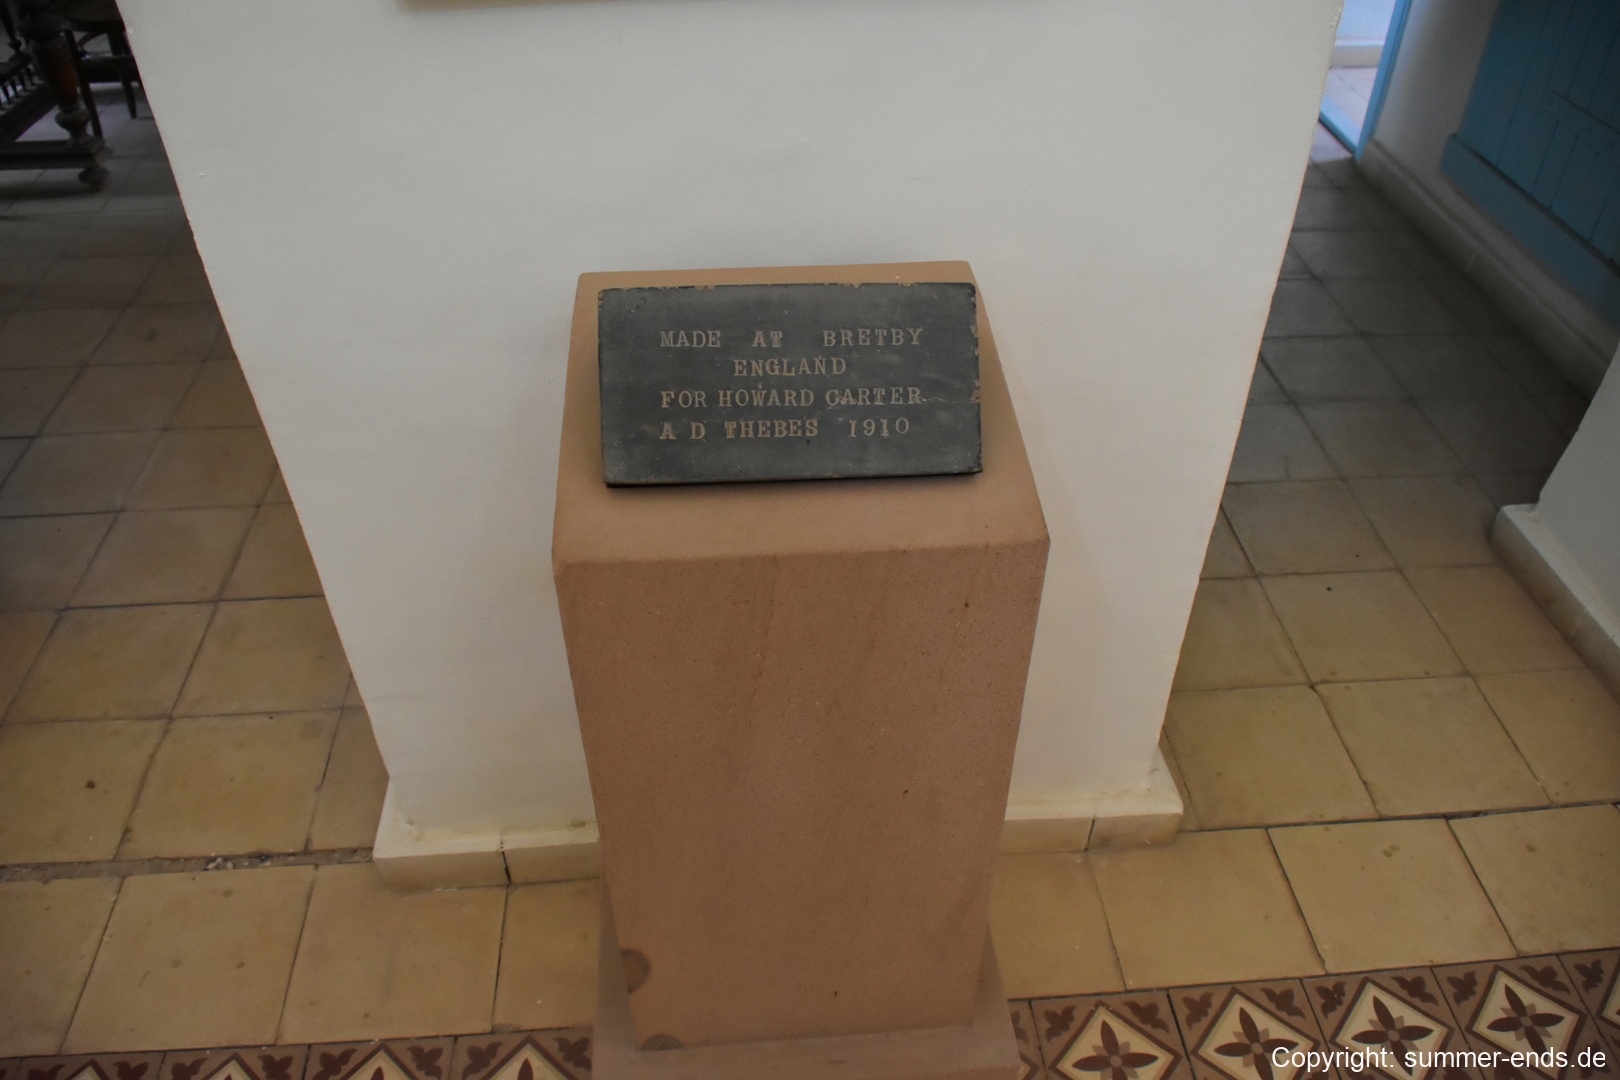 MADE AT BRETBY
ENGLAND
FOR HOWARD CARTER
A D THEBES 1910
Copyright: summer-ends.de